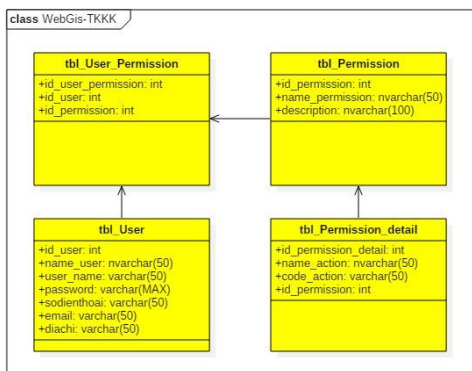 class WebGis-TKKK
tbl_User_Permission
+id_user_permission: int
+id_user: int
+id_permission: int
tbl_Permission
+id_permission: int
+name_permission: nvarchar(50)
+description: nvarchar(100)
tbl_User
+id_user: int
+name_user: nvarchar(50)
+user_name: varchar(50)
+password: varchar(MAX)
+sodienthoai: varchar(50)
+email: varchar(50)
+diachi: varchar(50)
tbl_Permission_detail
+id_permission_detail: int
+name_action: nvarchar(50)
+code_action: varchar(50)
+id_permission: int